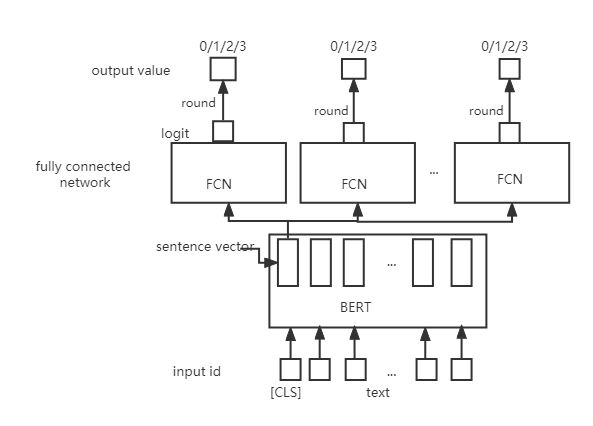 0/1/2/3 0/1/2/3 0/1/2/3
output value
round round round
logit
fully connected
network
FCN FCN ... FCN
sentence vector
...
BERT
input id ...
[CLS] text